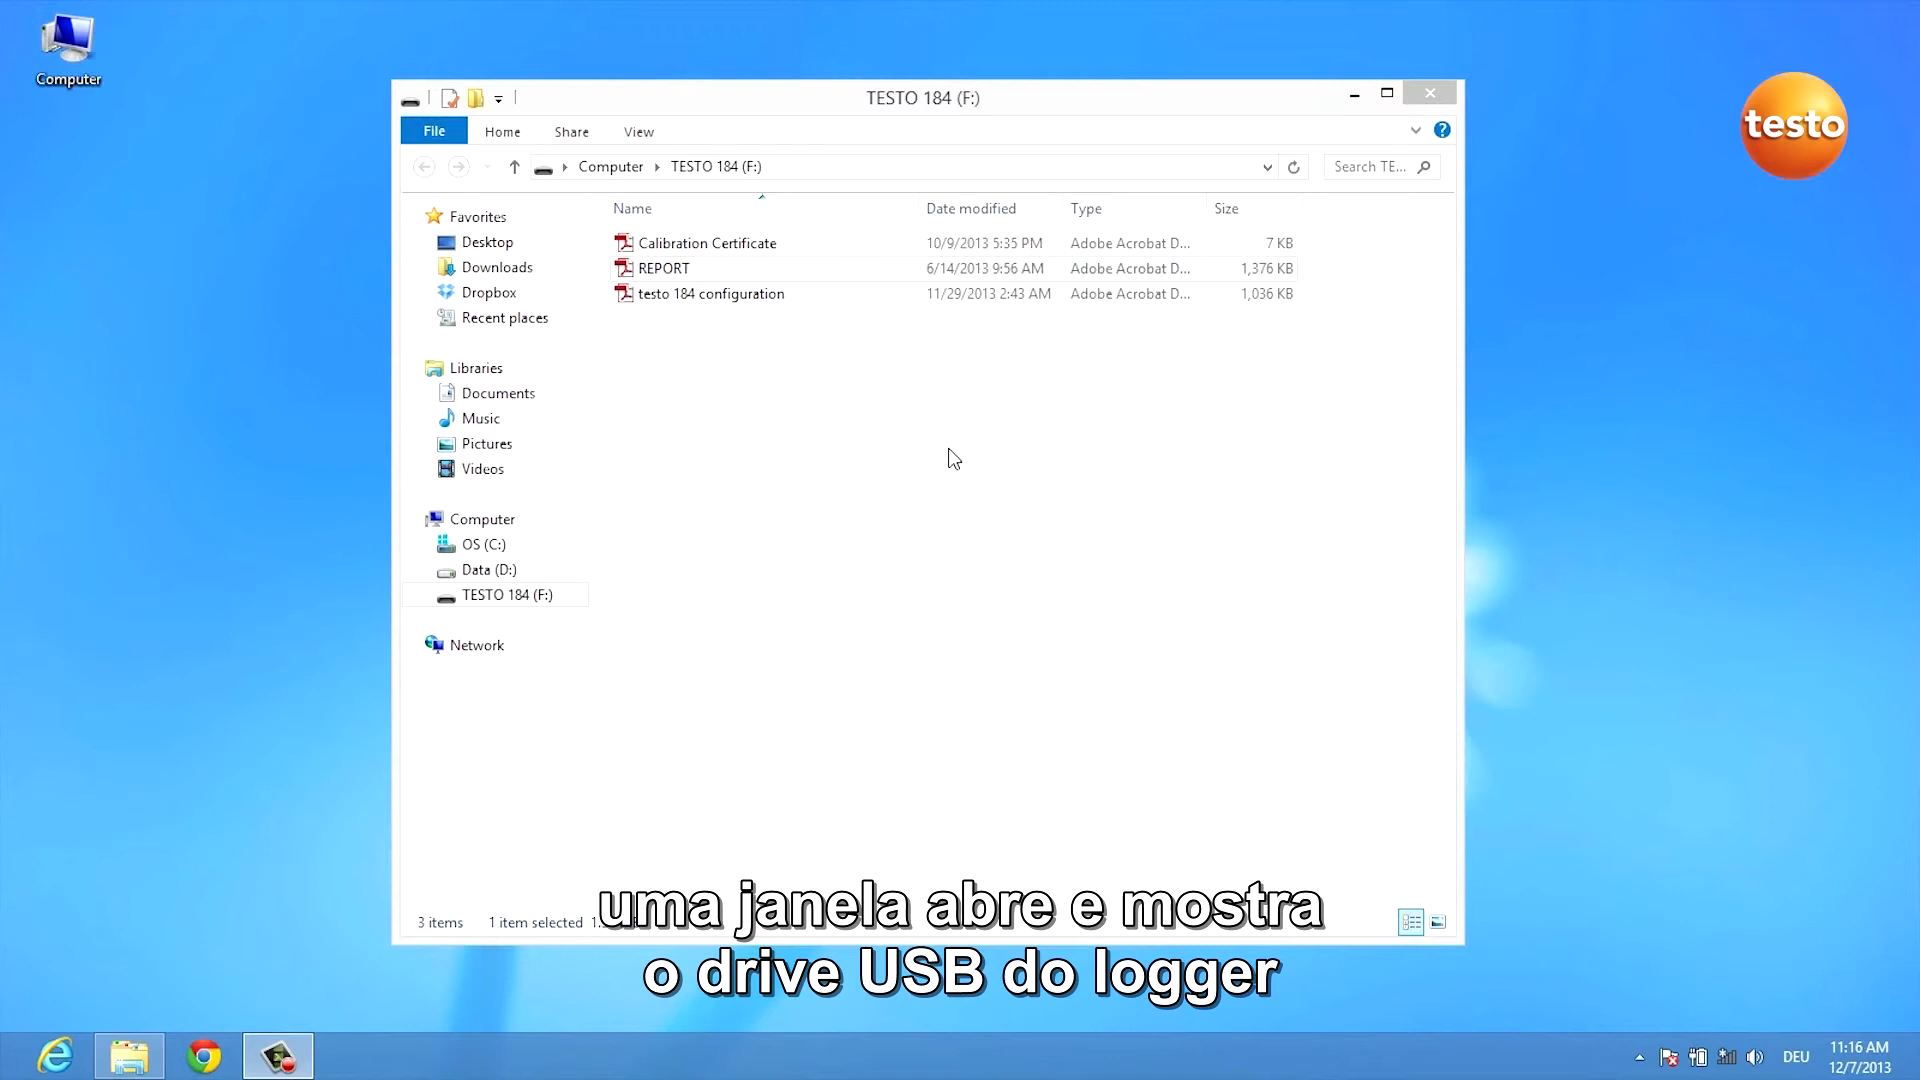 Computer
TESTO 184 (F:)
testo
File Home Share View
Computer TESTO 184 (F:) Search TE...
Name Date modified Type Size
Favorites
Desktop
Downloads
Dropbox
Recent places
Libraries
Documents
Music
Pictures
Videos
Computer
OS (C:)
Data (D:)
TESTO 184 (F:)
Network
Calibration Certificate 10/9/2013 5:35 PM Adobe Acrobat D... 7 KB
REPORT 6/14/2013 9:56 AM Adobe Acrobat D... 1,376 KB
testo 184 configuration 11/29/2013 2:43 AM Adobe Acrobat D... 1,036 KB
3 items 1 item selected
uma janela abre e mostra
o drive USB do logger
DEU
11:16 AM
12/7/2013